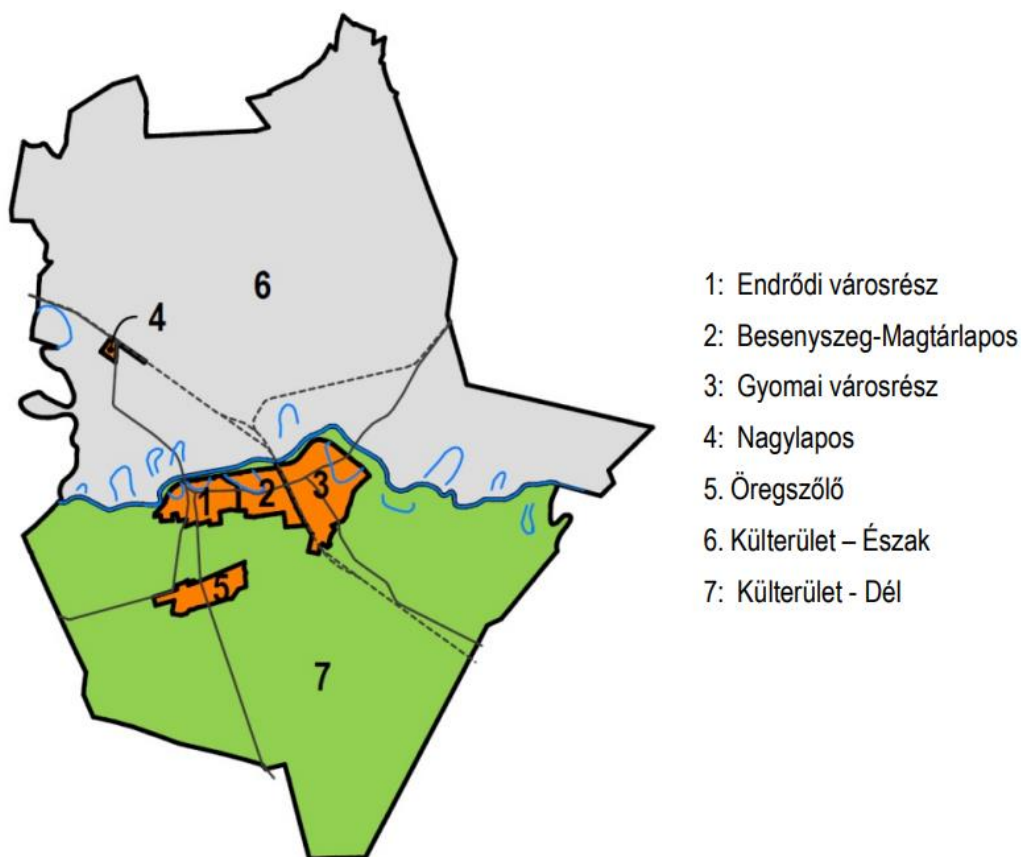 6
4
1
2
3
5
7
1: Endrődi városrész
2: Besenyszeg-Magtárlapos
3: Gyomai városrész
4: Nagylapos
5. Öregszőlő
6. Külterület – Észak
7: Külterület - Dél